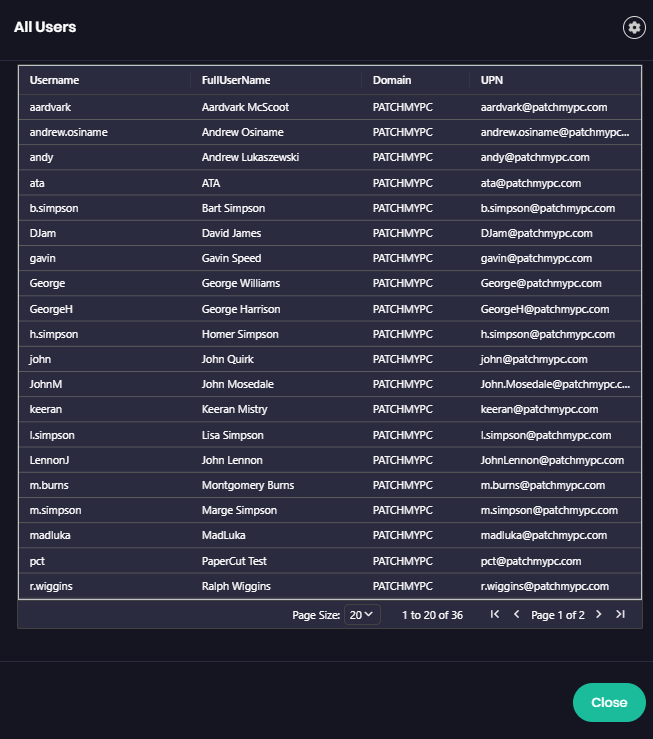 All Users
Username FullUserName Domain UPN
aardvark Aardvark McScoot PATCHMYPC aardvark@patchmypc.com
andrew.osiname Andrew Osiname PATCHMYPC andrew.osiname@patchmypc...
andy Andrew Lukaszewski PATCHMYPC andy@patchmypc.com
ata ATA PATCHMYPC ata@patchmypc.com
b.simpson Bart Simpson PATCHMYPC b.simpson@patchmypc.com
DJam David James PATCHMYPC DJam@patchmypc.com
gavin Gavin Speed PATCHMYPC gavin@patchmypc.com
George George Williams PATCHMYPC George@patchmypc.com
GeorgeH George Harrison PATCHMYPC GeorgeH@patchmypc.com
h.simpson Homer Simpson PATCHMYPC h.simpson@patchmypc.com
john John Quirk PATCHMYPC john@patchmypc.com
JohnM John Mosedale PATCHMYPC John.Mosedale@patchmypc.c...
keeran Keeran Mistry PATCHMYPC keeran@patchmypc.com
l.simpson Lisa Simpson PATCHMYPC l.simpson@patchmypc.com
LennonJ John Lennon PATCHMYPC JohnLennon@patchmypc.com
m.burns Montgomery Burns PATCHMYPC m.burns@patchmypc.com
m.simpson Marge Simpson PATCHMYPC m.simpson@patchmypc.com
madluka MadLuka PATCHMYPC madluka@patchmypc.com
pct PaperCut Test PATCHMYPC pct@patchmypc.com
r.wiggins Ralph Wiggins PATCHMYPC r.wiggins@patchmypc.com
Page Size: 20 1 to 20 of 36 Page 1 of 2
Close